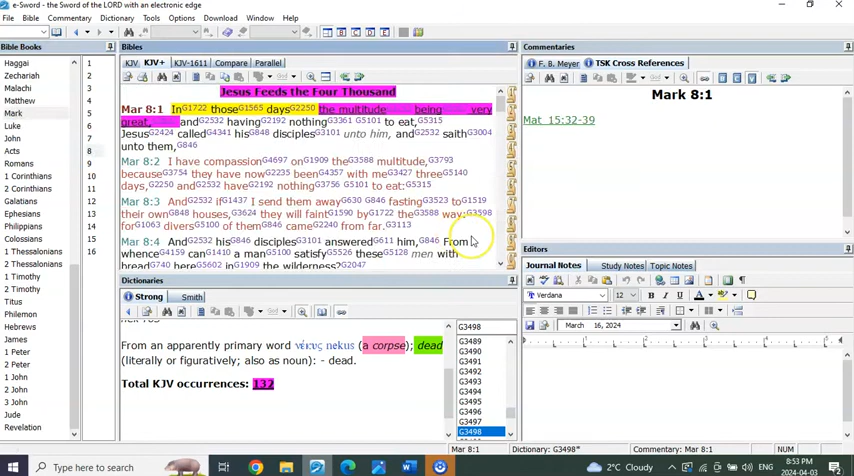 e-Sword - the Sword of the LORD with an electronic edge
File Bible Commentary Dictionary Tools Options Download Window Help
A B C D E
Bible Books
Haggai
Zechariah
Malachi
Matthew
Mark
Luke
John
Acts
Romans
1 Corinthians
2 Corinthians
Galatians
Ephesians
Philippians
Colossians
1 Thessalonians
2 Thessalonians
1 Timothy
2 Timothy
Titus
Philemon
Hebrews
James
1 Peter
2 Peter
1 John
2 John
3 John
Jude
Revelation
1
2
3
4
5
6
7
8
9
10
11
12
13
14
15
16
Bibles
KJV KJV+ KJV-1611 Compare Parallel
Jesus Feeds the Four Thousand
Mar 8:1 In G1722 those G1565 days G2250 the multitude being very
great, and G2532 having G2192 nothing G3361 G5101 to eat, G5315
Jesus G2424 called G4341 his G848 disciples G3101 unto him, and G2532 saith G3004
unto them, G846
Mar 8:2 I have compassion G4697 on G1909 the G3588 multitude, G3793
because G3754 they have now G2235 been G4357 with me G3427 three G5140
days, G2250 and G2532 have G2192 nothing G3756 G5101 to eat: G5315
Mar 8:3 And G2532 if G1437 I send them away G630 G846 fasting G3523 to G1519
their own G848 houses, G3624 they will faint G1590 by G1722 the G3588 way: G3598
for G1063 divers G5100 of them G846 came G2240 from far. G3113
Mar 8:4 And G2532 his G846 disciples G3101 answered G611 him, G846 From
whence G4159 can G1410 a man G5100 satisfy G5526 these G5128 men with
bread G740 here G5602 in G1909 the wilderness? G2047
Dictionaries
Strong Smith
From an apparently primary word νέκυς nekus (a corpse); dead
(literally or figuratively; also as noun): - dead.
Total KJV occurrences: 132
G3498
G3489
G3490
G3491
G3492
G3493
G3494
G3495
G3496
G3497
G3498
Commentaries
F. B. Meyer TSK Cross References
Mark 8:1
Mat 15:32-39
Editors
Journal Notes Study Notes Topic Notes
Verdana 12 B I U A
March 16, 2024
1 2 3 4 5
Mar 8:1 Dictionary: G3498* Commentary: Mar 8:1 NUM
Type here to search
2°C Cloudy ENG 8:53 PM
2024-04-03